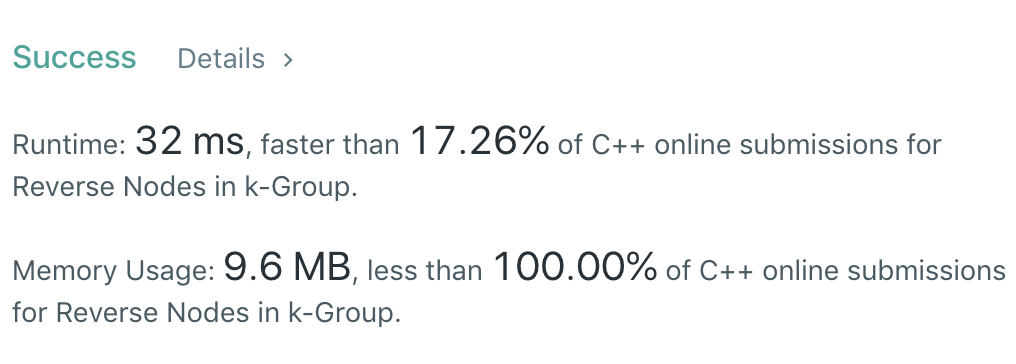 Success Details >
Runtime: 32 ms, faster than 17.26% of C++ online submissions for
Reverse Nodes in k-Group.
Memory Usage: 9.6 MB, less than 100.00% of C++ online submissions
for Reverse Nodes in k-Group.